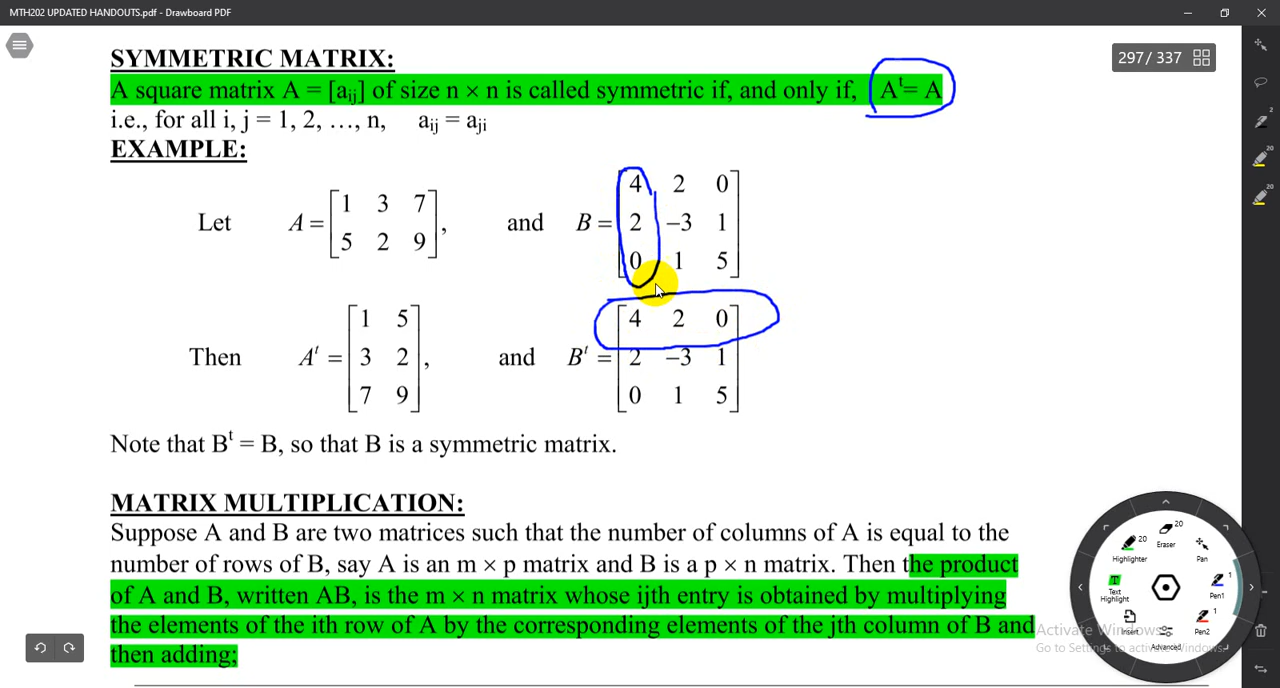 MTH202 UPDATED HANDOUTS.pdf - Drawboard PDF
297 / 337
SYMMETRIC MATRIX:
A square matrix A = [aij] of size n × n is called symmetric if, and only if, At= A
i.e., for all i, j = 1, 2, …, n, aij = aji
EXAMPLE:
Let A = [1 3 7
5 2 9],
and B = [4 2 0
2 −3 1
0 1 5]
Then At = [1 5
3 2
7 9],
and Bt = [4 2 0
2 −3 1
0 1 5]
Note that Bt = B, so that B is a symmetric matrix.
MATRIX MULTIPLICATION:
Suppose A and B are two matrices such that the number of columns of A is equal to the
number of rows of B, say A is an m × p matrix and B is a p × n matrix. Then the product
of A and B, written AB, is the m × n matrix whose ijth entry is obtained by multiplying
the elements of the ith row of A by the corresponding elements of the jth column of B and
then adding;
2
20
20
20
Highlighter
20
Eraser
Pan
Text
Highlight
1
Pen1
Insert
Advanced
1
Pen2
Activate Windows
Go to Settings to activate Windows.